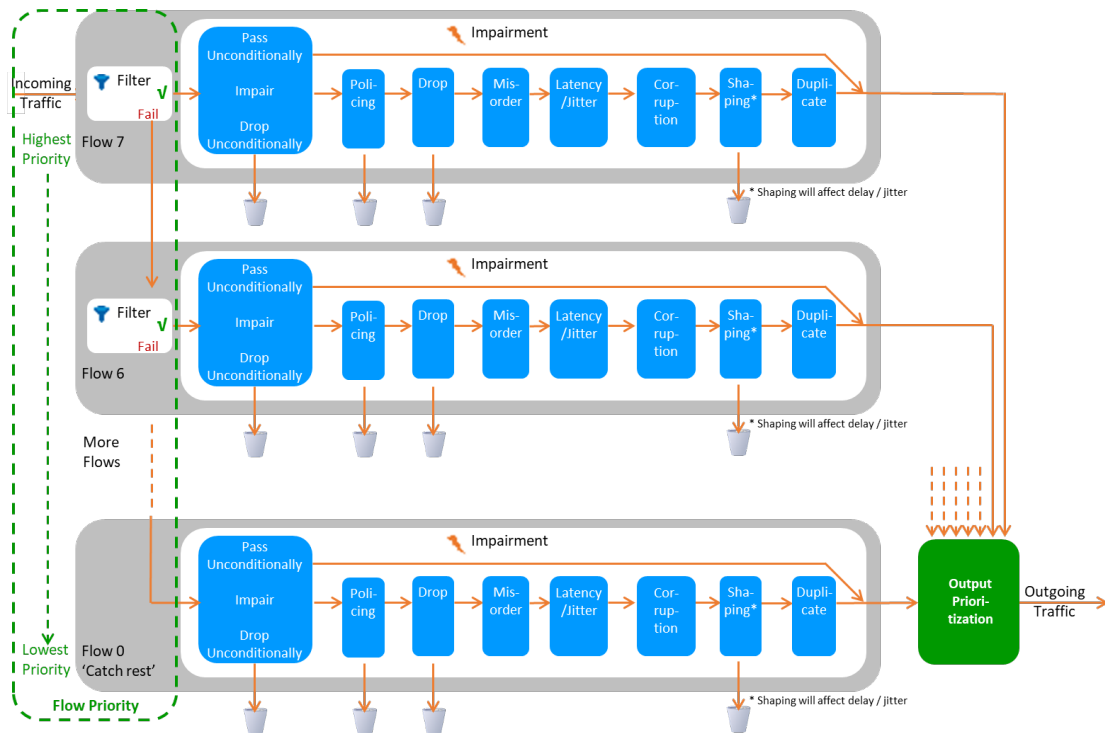 Incoming
Traffic
Highest
Priority
Filter
√
Fail
Flow 7
Pass
Unconditionally
Impair
Drop
Unconditionally
Impairment
Poli-
cing
Drop
Mis-
order
Latency
/Jitter
Cor-
rup-
tion
Sha-
ping*
Dupli-
cate
* Shaping will affect delay / jitter
Filter
√
Fail
Flow 6
Pass
Unconditionally
Impair
Drop
Unconditionally
Impairment
Poli-
cing
Drop
Mis-
order
Latency
/Jitter
Cor-
rup-
tion
Sha-
ping*
Dupli-
cate
* Shaping will affect delay / jitter
More
Flows
Lowest
Priority
Flow 0
‘Catch rest’
Flow Priority
Pass
Unconditionally
Impair
Drop
Unconditionally
Impairment
Poli-
cing
Drop
Mis-
order
Latency
/Jitter
Cor-
rup-
tion
Sha-
ping*
Dupli-
cate
* Shaping will affect delay / jitter
Output
Priori-
tization
Outgoing
Traffic